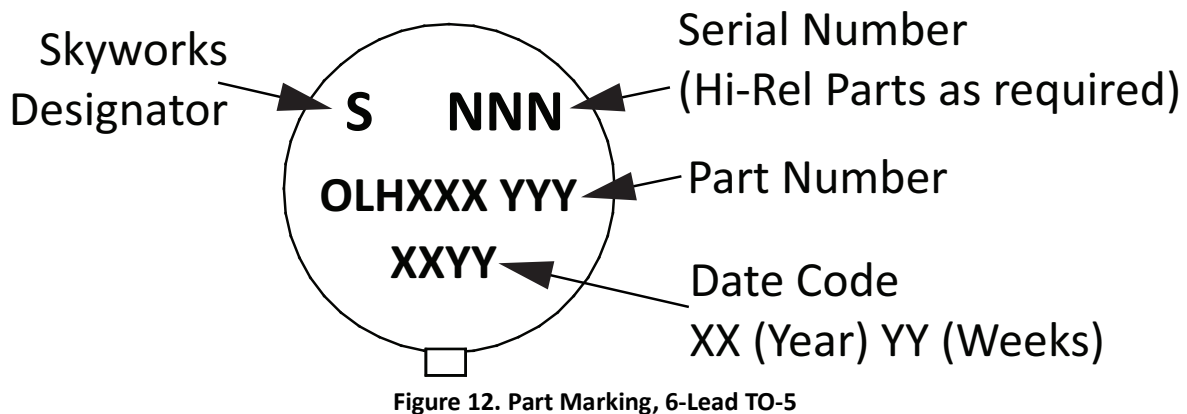 Skyworks
Designator
Serial Number
(Hi-Rel Parts as required)
S NNN
OLHXXX YYY
Part Number
XXYY
Date Code
XX (Year) YY (Weeks)
Figure 12. Part Marking, 6-Lead TO-5